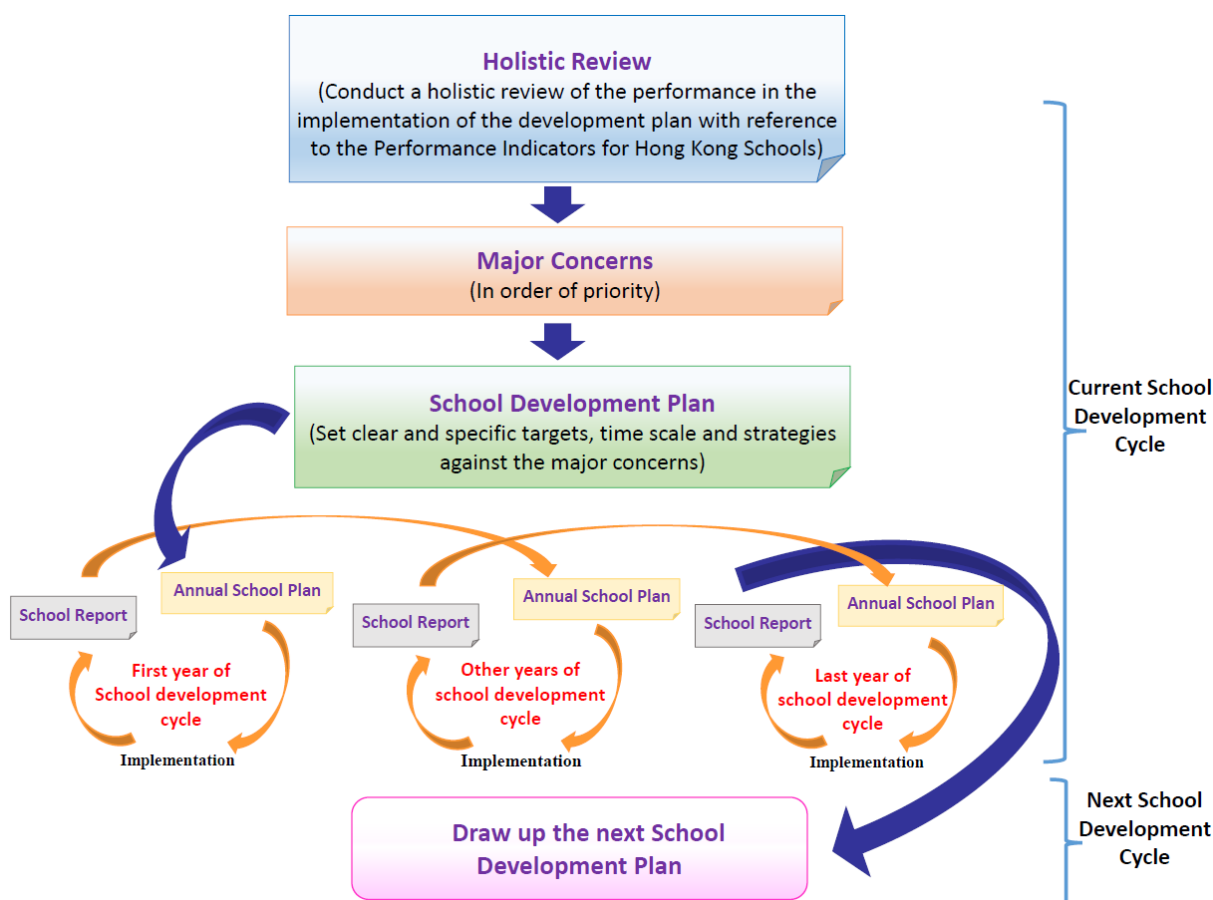 Holistic Review
(Conduct a holistic review of the performance in the
implementation of the development plan with reference
to the Performance Indicators for Hong Kong Schools)
Major Concerns
(In order of priority)
School Development Plan
(Set clear and specific targets, time scale and strategies
against the major concerns)
Current School
Development
Cycle
School Report
Annual School Plan
First year of
School development
cycle
Implementation
School Report
Annual School Plan
Other years of
school development
cycle
Implementation
School Report
Annual School Plan
Last year of
school development
cycle
Implementation
Draw up the next School
Development Plan
Next School
Development
Cycle